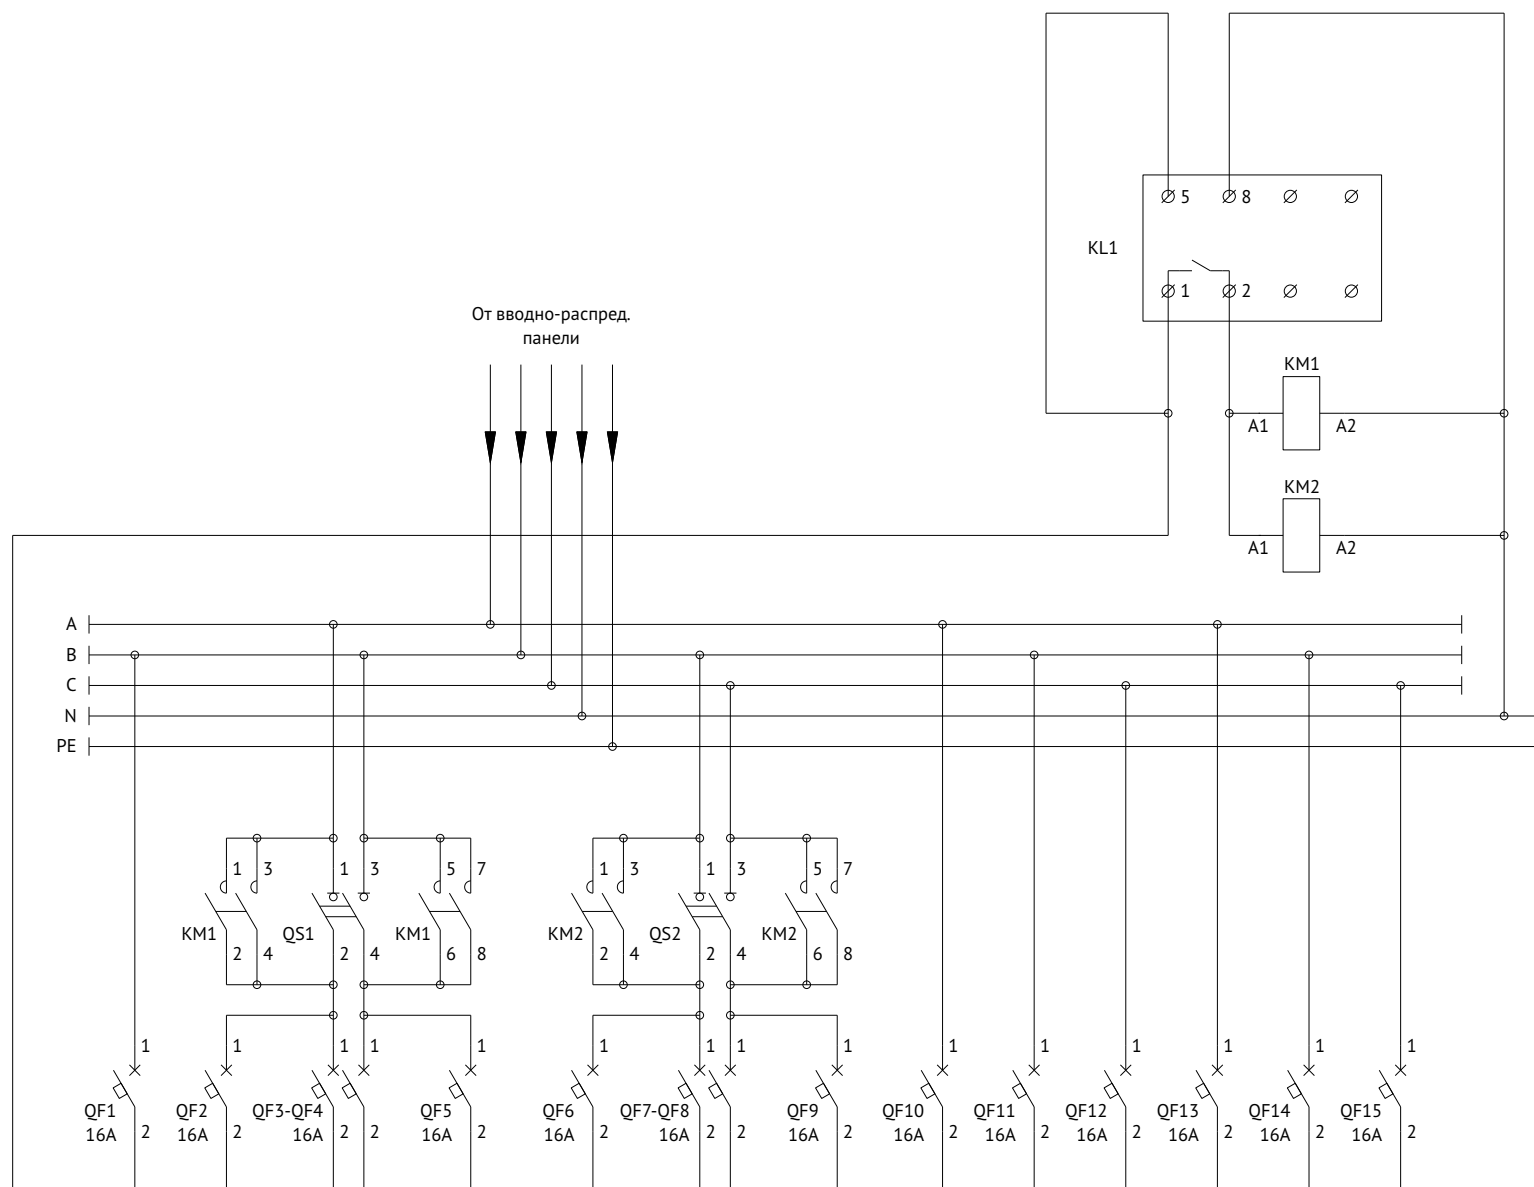 5 8
KL1
1 2
От вводно-распред.
панели
KM1
A1 A2
KM2
A1 A2
A
B
C
N
PE
1 3 1 3 5 7 1 3 1 3 5 7
KM1 QS1 KM1 KM2 QS2 KM2
2 4 2 4 6 8 2 4 2 4 6 8
1 1 1 1 1 1 1 1 1 1 1 1 1 1 1
QF1 QF2 QF3-QF4 QF5 QF6 QF7-QF8 QF9 QF10 QF11 QF12 QF13 QF14 QF15
16A 2 16A 2 16A 2 2 16A 2 16A 2 16A 2 2 16A 2 16A 2 16A 2 16A 2 16A 2 16A 2 16A 2